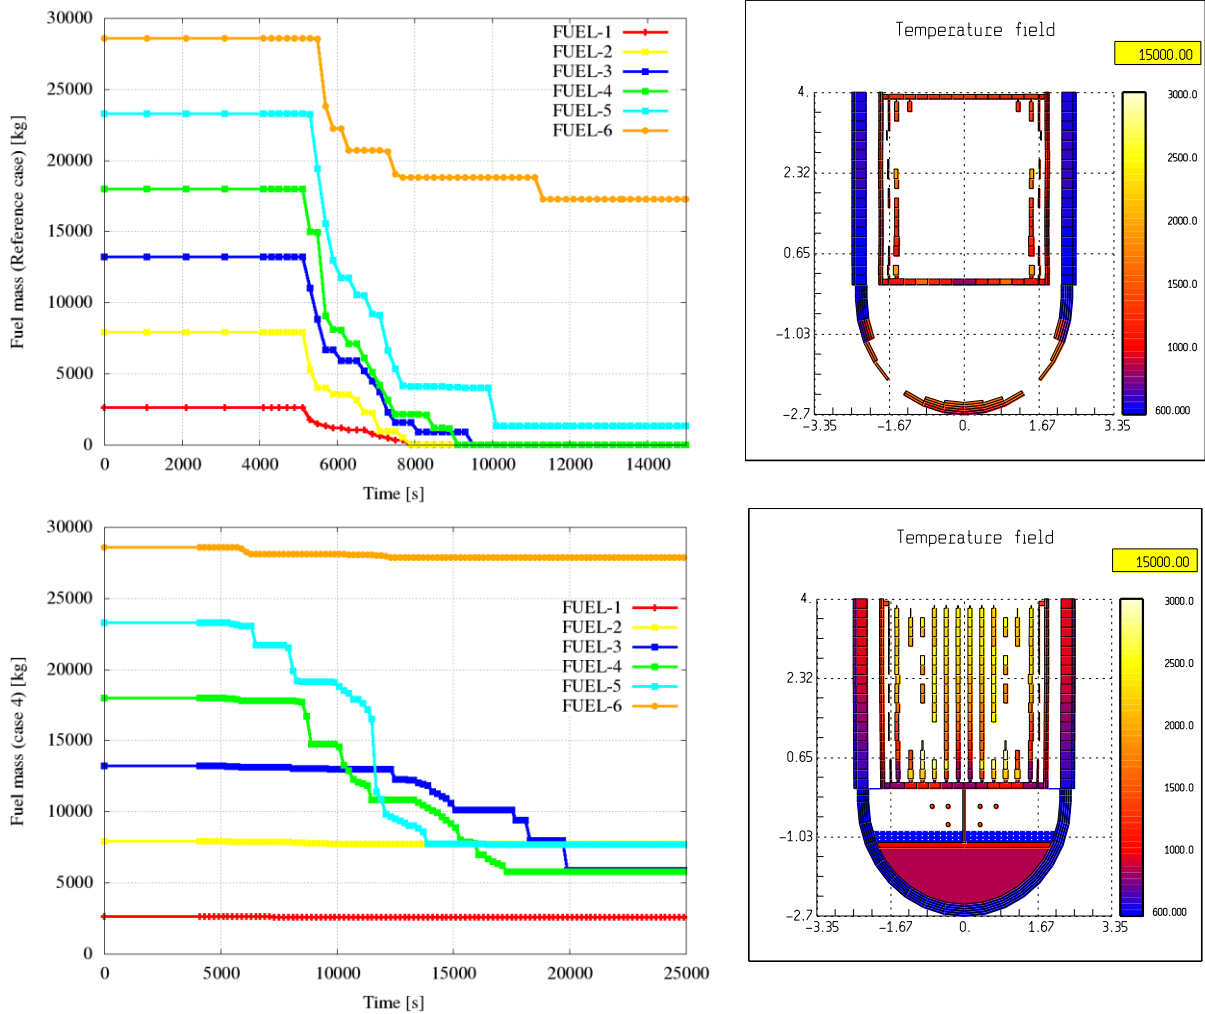 30000
25000
20000
15000
10000
5000
0
Fuel mass (Reference case) [kg]
FUEL-1
FUEL-2
FUEL-3
FUEL-4
FUEL-5
FUEL-6
0 2000 4000 6000 8000 10000 12000 14000
Time [s]
Temperature field
15000.00
4.
2.32
0.65
-1.03
-2.7
-3.35 -1.67 0. 1.67 3.35
3000.0
2500.0
2000.0
1000.0
600.000
30000
25000
20000
15000
10000
5000
0
Fuel mass (case 4) [kg]
FUEL-1
FUEL-2
FUEL-3
FUEL-4
FUEL-5
FUEL-6
0 5000 10000 15000 20000 25000
Time [s]
Temperature field
15000.00
4.
2.32
0.65
-1.03
-2.7
-3.35 -1.67 0. 1.67 3.35
3000.0
2500.0
2000.0
1000.0
600.000